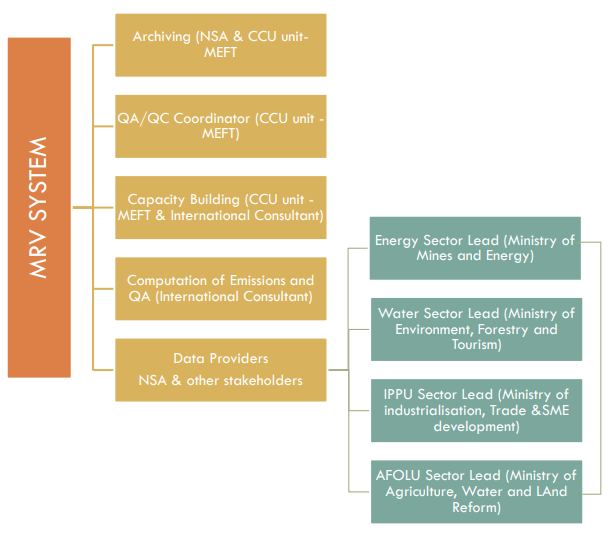 MRV SYSTEM
Archiving (NSA & CCU unit-
MEFT
QA/QC Coordinator (CCU unit -
MEFT)
Capacity Building (CCU unit -
MEFT & International Consultant)
Computation of Emissions and
QA (International Consultant)
Data Providers
NSA & other stakeholders
Energy Sector Lead (Ministry of
Mines and Energy)
Water Sector Lead (Ministry of
Environment, Forestry and
Tourism)
IPPU Sector Lead (Ministry of
industrialisation, Trade &SME
development)
AFOLU Sector Lead (Ministry of
Agriculture, Water and LAnd
Reform)